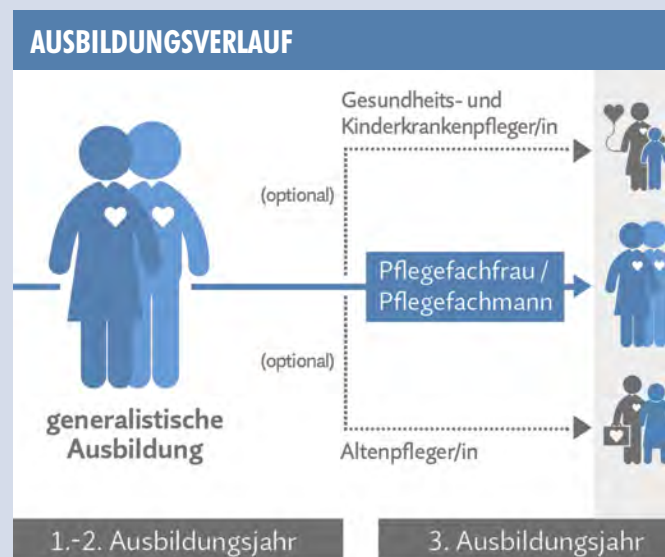 AUSBILDUNGSVERLAUF
Gesundheits- und
Kinderkrankenpfleger/in
(optional)
Pflegefachfrau /
Pflegefachmann
(optional)
generalistische
Ausbildung
Altenpfleger/in
1.-2. Ausbildungsjahr
3. Ausbildungsjahr